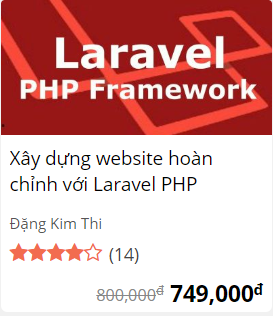 Laravel
PHP Framework
Xây dựng website hoàn
chỉnh với Laravel PHP
Đặng Kim Thi
(14)
800,000đ 749,000đ